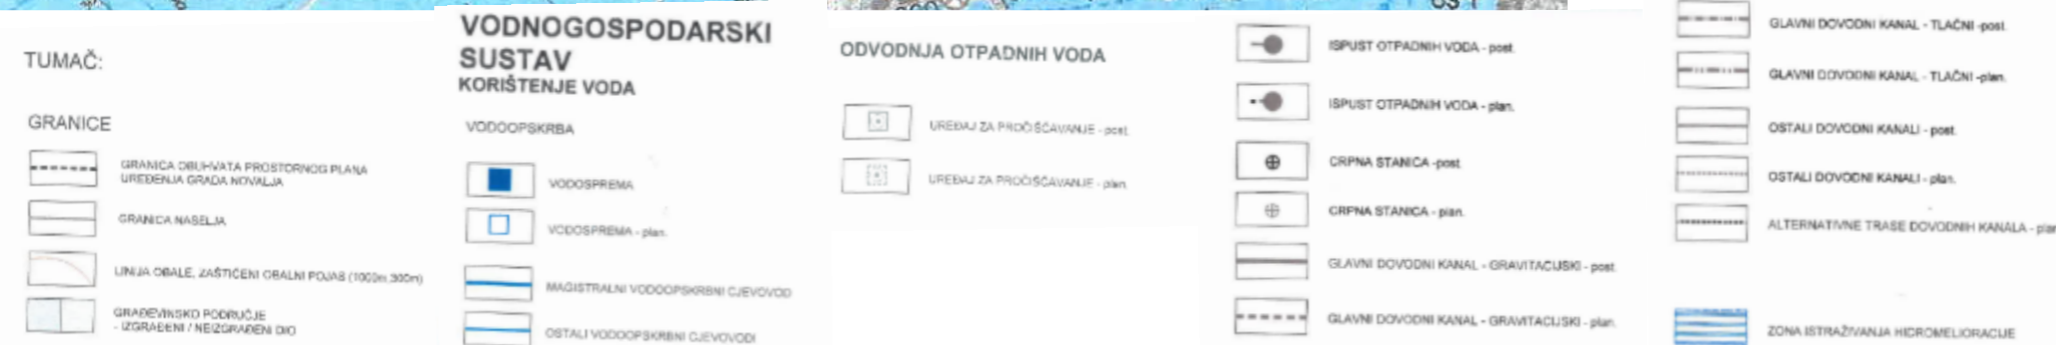 TUMAČ:
GRANICE
GRANICA OBUHVATA PROSTORNOG PLANA
UREĐENJA GRADA NOVALJA
GRANICA NASELJA
LINIJA OBALE, ZAŠTIĆENI OBALNI POJAS (1000m,300m)
GRAĐEVINSKO PODRUČJE
- IZGRAĐENI / NEIZGRAĐENI DIO
VODNOGOSPODARSKI
SUSTAV
KORIŠTENJE VODA
VODOOPSKRBA
VODOSPREMA
VODOSPREMA - plan.
MAGISTRALNI VODOOPSKRBNI CJEVOVOD
OSTALI VODOOPSKRBNI CJEVOVODI
ODVODNJA OTPADNIH VODA
UREĐAJ ZA PROČIŠĆAVANJE - post.
UREĐAJ ZA PROČIŠĆAVANJE - plan.
ISPUST OTPADNIH VODA - post.
ISPUST OTPADNIH VODA - plan.
CRPNA STANICA -post.
CRPNA STANICA - plan.
GLAVNI DOVODNI KANAL - GRAVITACIJSKI - post.
GLAVNI DOVODNI KANAL - GRAVITACIJSKI - plan.
GLAVNI DOVODNI KANAL - TLAČNI -post.
GLAVNI DOVODNI KANAL - TLAČNI -plan.
OSTALI DOVODNI KANALI - post.
OSTALI DOVODNI KANALI - plan.
ALTERNATIVNE TRASE DOVODNIH KANALA - plan
ZONA ISTRAŽIVANJA HIDROMELIORACIJE